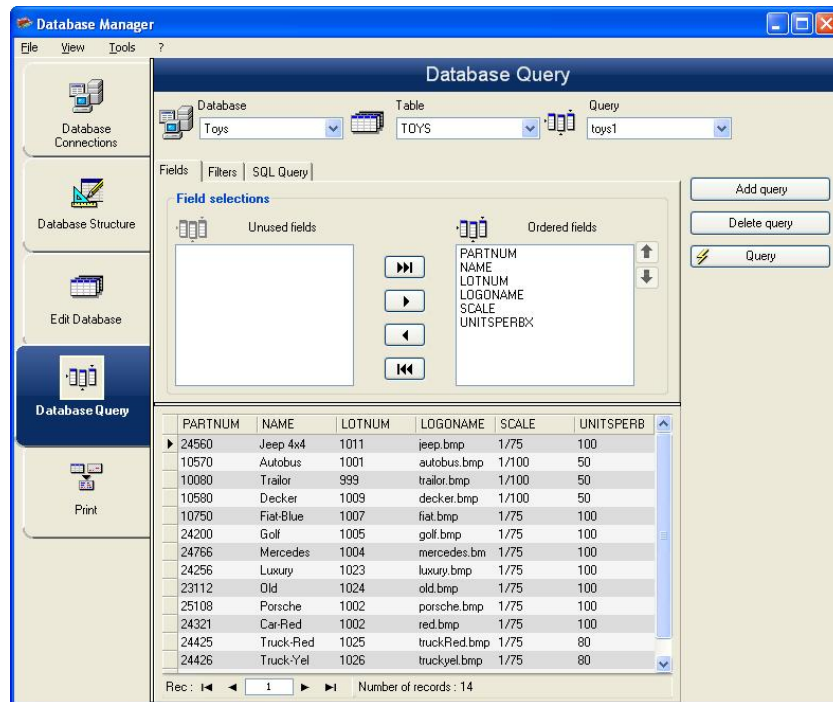 Database Manager
File View Tools ?
Database Query
Database Connections
Database Structure
Edit Database
Database Query
Print
Database Table Query
Toys TOYS toys1
Fields Filters SQL Query
Field selections
Unused fields Ordered fields
PARTNUM
NAME
LOTNUM
LOGONAME
SCALE
UNITSPERBX
Add query
Delete query
Query
PARTNUM NAME LOTNUM LOGONAME SCALE UNITSPERB
24560 Jeep 4x4 1011 jeep.bmp 1/75 100
10570 Autobus 1001 autobus.bmp 1/100 50
10080 Trailor 999 trailor.bmp 1/100 50
10580 Decker 1009 decker.bmp 1/100 50
10750 Fiat-Blue 1007 fiat.bmp 1/75 100
24200 Golf 1005 golf.bmp 1/75 100
24766 Mercedes 1004 mercedes.bm 1/75 100
24256 Luxury 1023 luxury.bmp 1/75 100
23112 Old 1024 old.bmp 1/75 100
25108 Porsche 1002 porsche.bmp 1/75 100
24321 Car-Red 1002 red.bmp 1/75 100
24425 Truck-Red 1025 truckRed.bmp 1/75 80
24426 Truck-Yel 1026 truckyel.bmp 1/75 80
Rec : 1 Number of records : 14